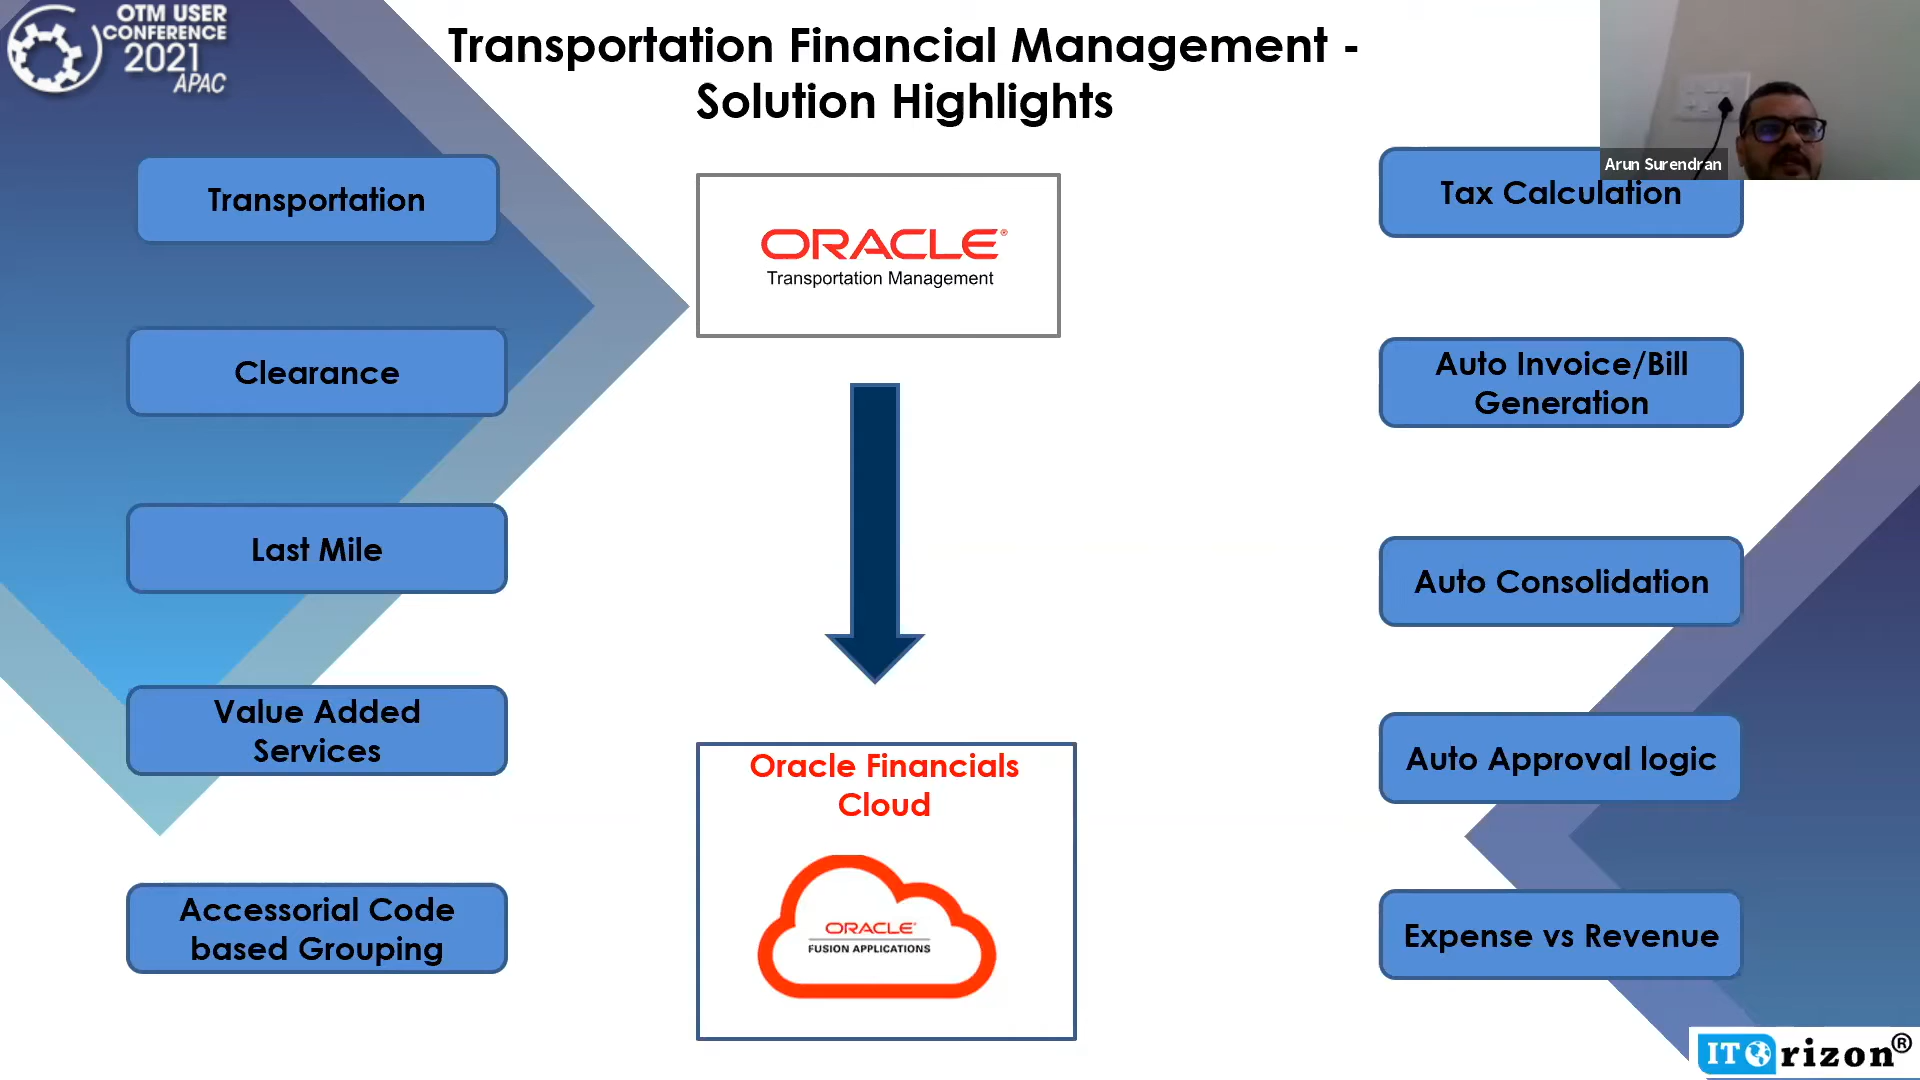 OTM USER
CONFERENCE
2021
APAC
Transportation Financial Management -
Solution Highlights
Arun Surendran
Transportation
Clearance
Last Mile
Value Added
Services
Accessorial Code
based Grouping
ORACLE®
Transportation Management
Oracle Financials
Cloud
ORACLE®
FUSION APPLICATIONS
Tax Calculation
Auto Invoice/Bill
Generation
Auto Consolidation
Auto Approval logic
Expense vs Revenue
ITOrizon®